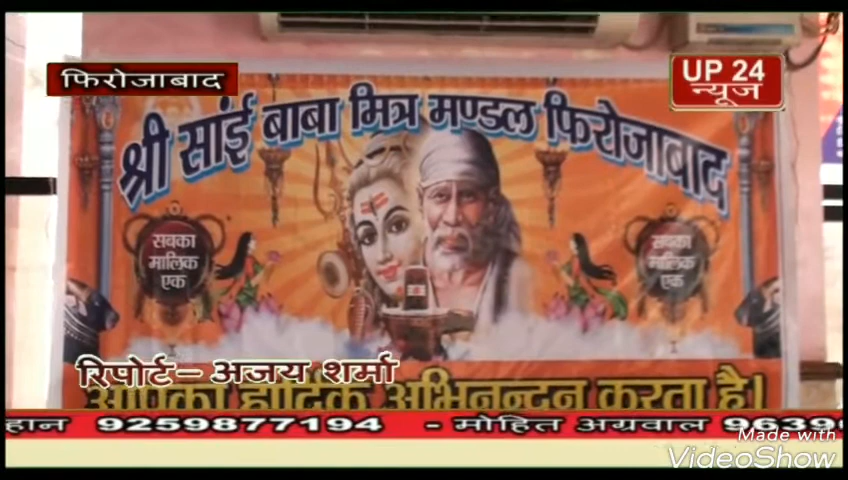 फिरोजाबाद
UP 24
न्यूज
श्री सांई बाबा मित्र मण्डल फिरोजाबाद
सबका
मालिक
एक
सबका
मालिक
एक
रिपोर्ट- अजय शर्मा
आपका हार्दिक अभिनन्दन करता है।
हान 9259877194 - मोहित अग्रवाल 9639
Made with
VideoShow